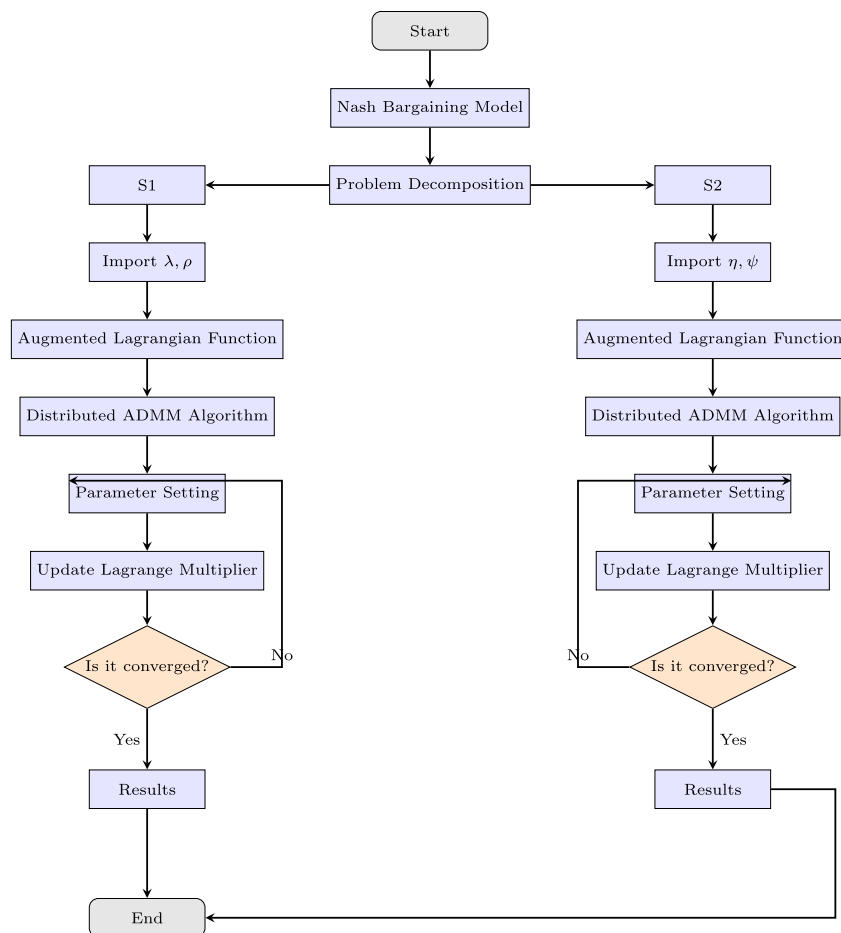 Start
Nash Bargaining Model
S1
Problem Decomposition
S2
Import λ, ρ
Import η, ψ
Augmented Lagrangian Function
Augmented Lagrangian Function
Distributed ADMM Algorithm
Distributed ADMM Algorithm
Parameter Setting
Parameter Setting
Update Lagrange Multiplier
Update Lagrange Multiplier
No
No
Is it converged?
Is it converged?
Yes
Yes
Results
Results
End